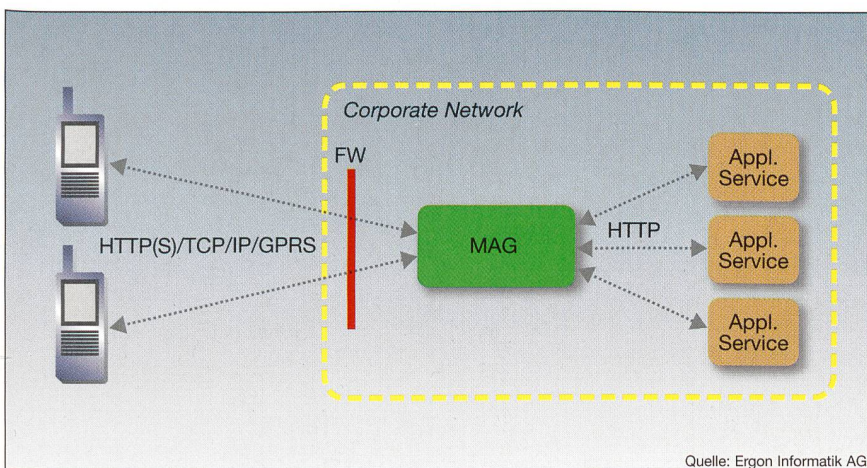 Corporate Network
FW
HTTP(S)/TCP/IP/GPRS
MAG
HTTP
Appl.
Service
Appl.
Service
Appl.
Service
Quelle: Ergon Informatik AG